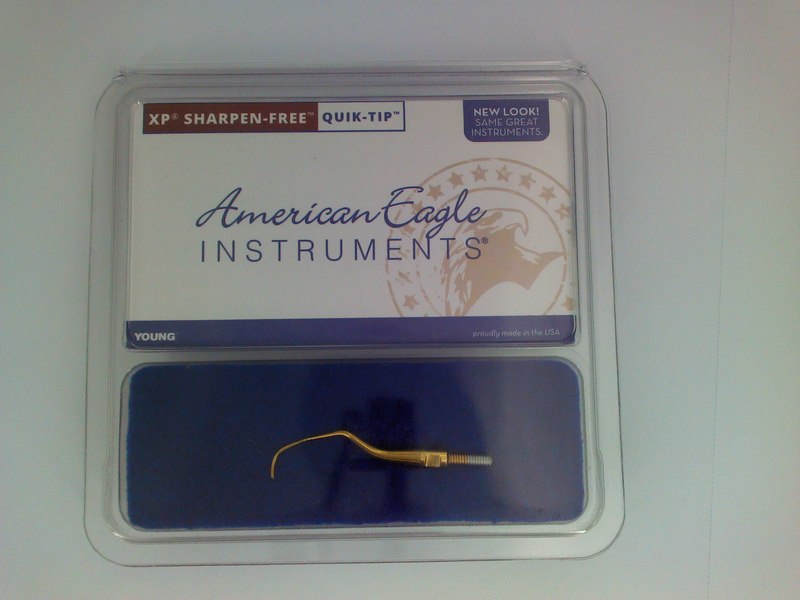 XP® SHARPEN-FREE™ QUIK-TIP™
NEW LOOK!
SAME GREAT
INSTRUMENTS.
American Eagle
INSTRUMENTS®
YOUNG
proudly made in the USA